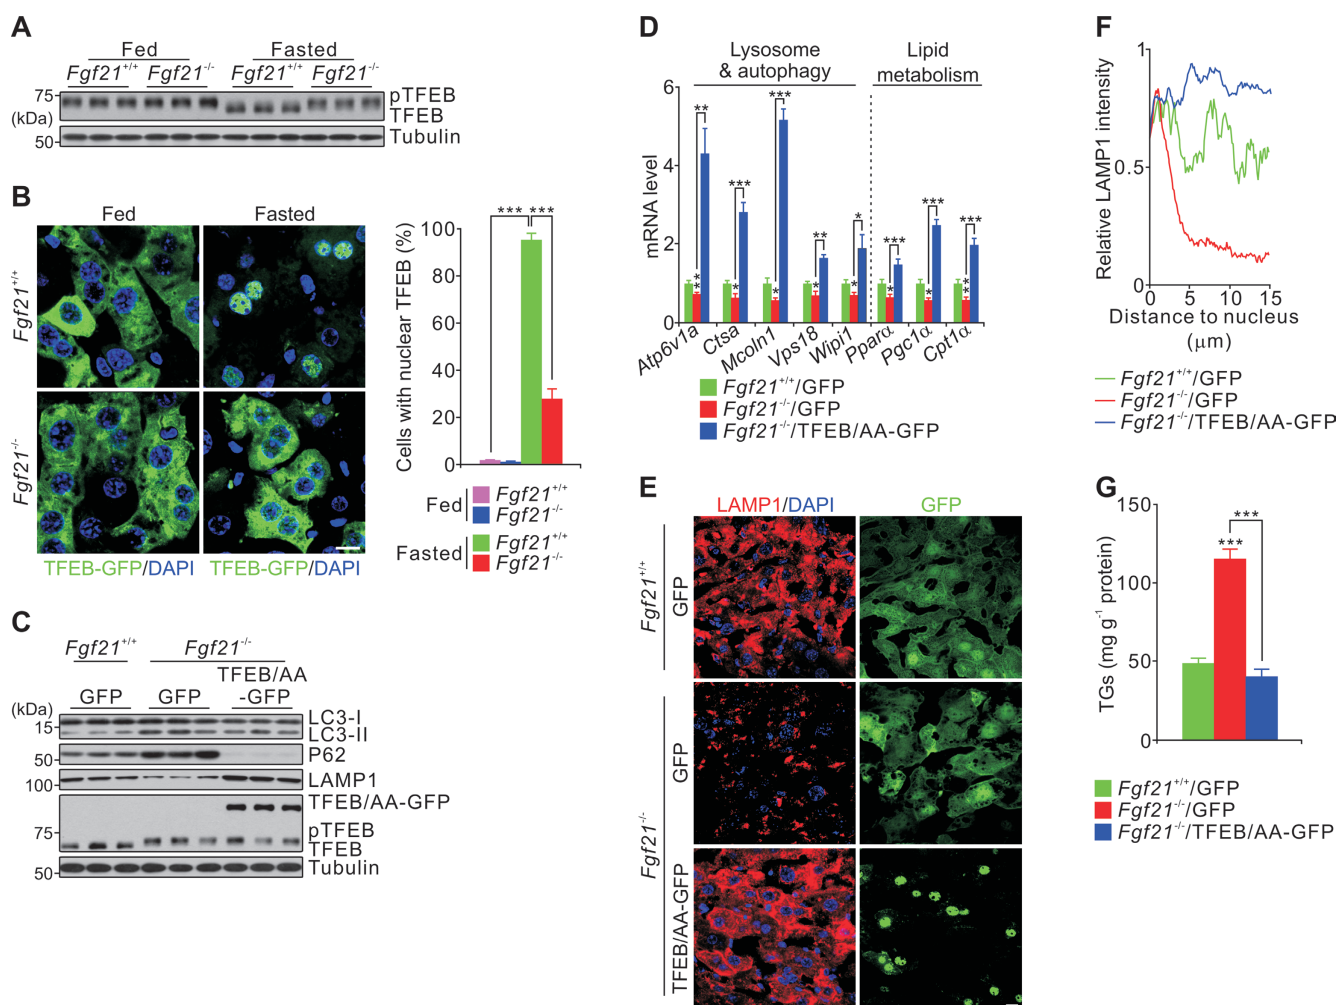 A
Fed
Fasted
Fgf21+/+ Fgf21-/- Fgf21+/+ Fgf21-/-
75
(kDa)
50
pTFEB
TFEB
Tubulin
B
Fed
Fasted
Fgf21+/+
Fgf21-/-
TFEB-GFP/DAPI
TFEB-GFP/DAPI
Cells with nuclear TFEB (%)
100
80
60
40
20
0
*** ***
Fed
Fgf21+/+
Fgf21-/-
Fasted
Fgf21+/+
Fgf21-/-
C
Fgf21+/+
Fgf21-/-
GFP
GFP
TFEB/AA
-GFP
(kDa)
15
50
100
75
50
LC3-I
LC3-II
P62
LAMP1
TFEB/AA-GFP
pTFEB
TFEB
Tubulin
D
Lysosome
& autophagy
Lipid
metabolism
mRNA level
6
4
2
0
** *** *** ** * *** *** ***
** * * * * * * **
Atp6v1a
Ctsa
Mcoln1
Vps18
Wipi1
Pparα
Pgc1α
Cpt1α
Fgf21+/+/GFP
Fgf21-/-/GFP
Fgf21-/-/TFEB/AA-GFP
E
LAMP1/DAPI
GFP
Fgf21+/+
GFP
Fgf21-/-
GFP
TFEB/AA-GFP
F
Relative LAMP1 intensity
1
0.5
0
0 5 10 15
Distance to nucleus
(μm)
Fgf21+/+/GFP
Fgf21-/-/GFP
Fgf21-/-/TFEB/AA-GFP
G
TGs (mg g-1 protein)
150
100
50
0
***
***
Fgf21+/+/GFP
Fgf21-/-/GFP
Fgf21-/-/TFEB/AA-GFP